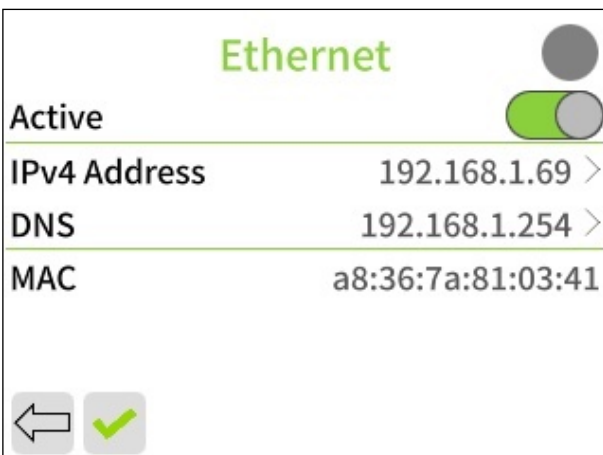 Ethernet
Active
IPv4 Address 192.168.1.69 >
DNS 192.168.1.254 >
MAC a8:36:7a:81:03:41